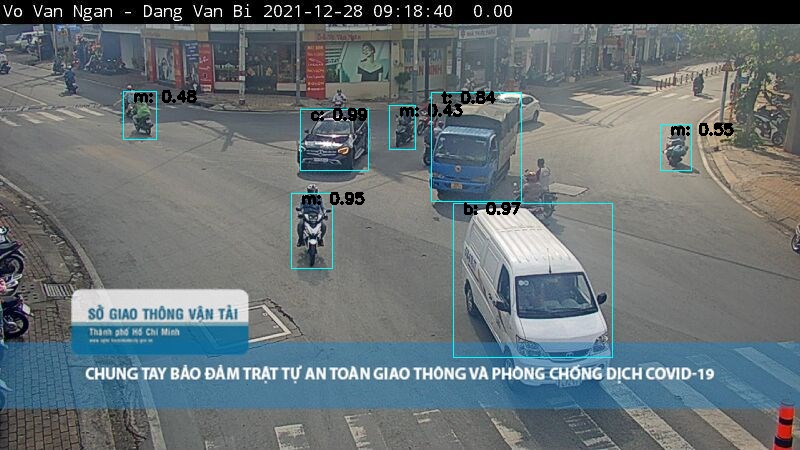 Vo Van Ngan - Dang Van Bi 2021-12-28 09:18:40 0.00
m: 0.48
c: 0.99
m: 0.43
t: 0.84
m: 0.55
m: 0.95
b: 0.97
SỞ GIAO THÔNG VẬN TẢI
Thành phố Hồ Chí Minh
CHUNG TAY BẢO ĐẢM TRẬT TỰ AN TOÀN GIAO THÔNG VÀ PHÒNG CHỐNG DỊCH COVID-19